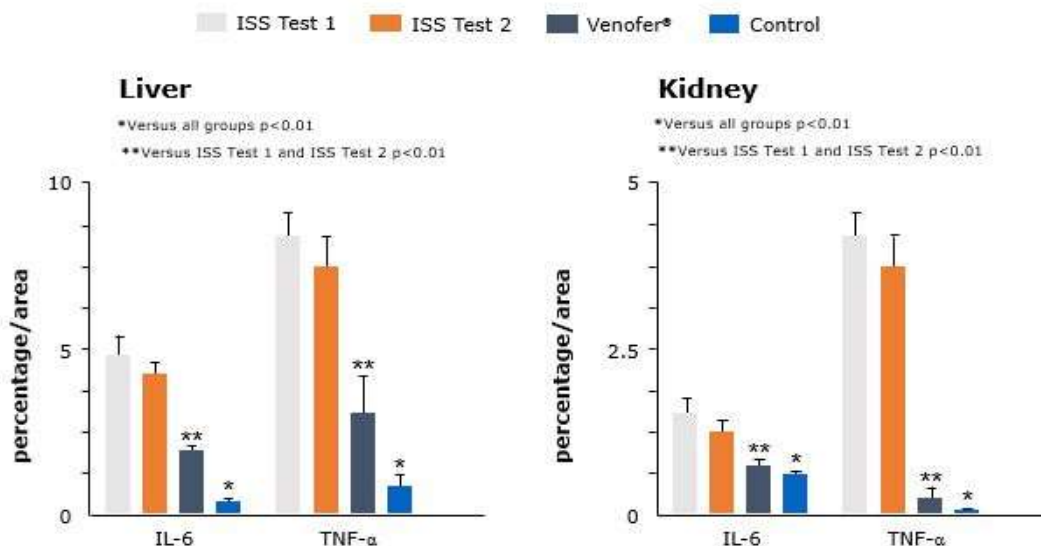 ISS Test 1 ISS Test 2 Venofer® Control
Liver
*Versus all groups p<0.01
**Versus ISS Test 1 and ISS Test 2 p<0.01
percentage/area
10
5
0
**
*
**
*
IL-6 TNF-α
Kidney
*Versus all groups p<0.01
**Versus ISS Test 1 and ISS Test 2 p<0.01
percentage/area
5
2.5
0
**
*
**
*
IL-6 TNF-α